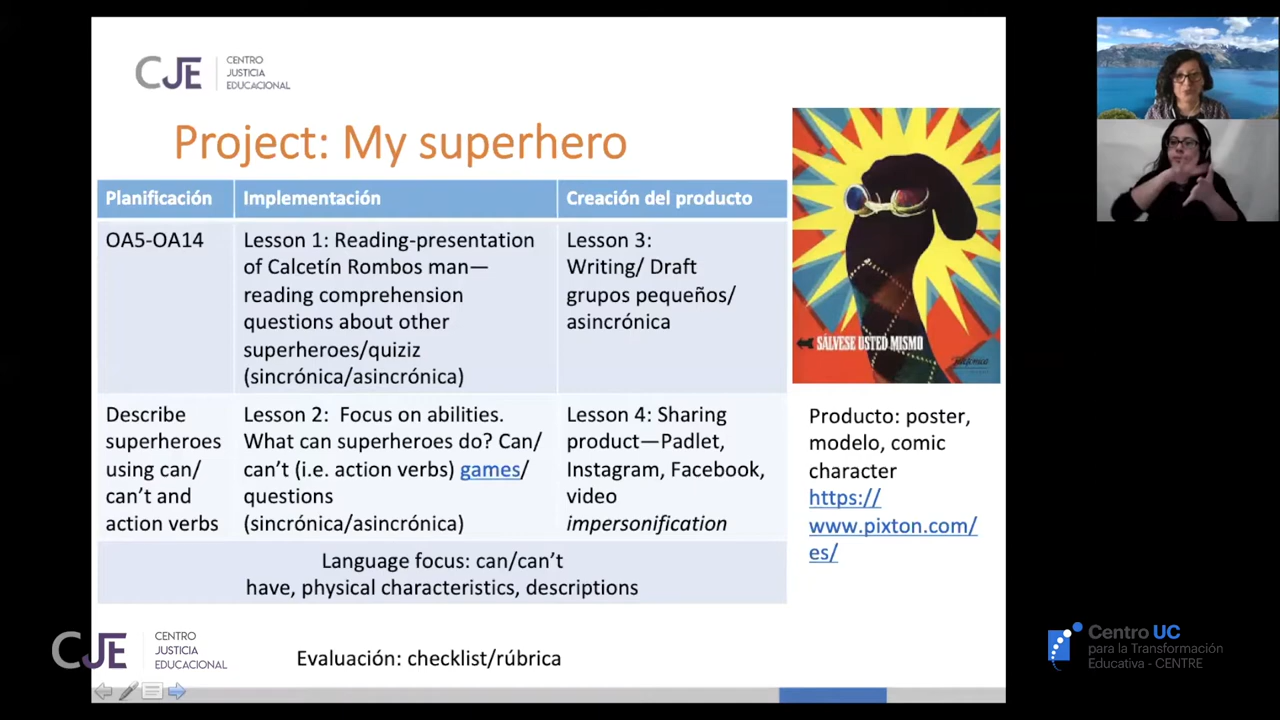 CJE
CENTRO
JUSTICIA
EDUCACIONAL
Project: My superhero
Planificación
Implementación
Creación del producto
OA5-OA14
Lesson 1: Reading-presentation
of Calcetín Rombos man—
reading comprehension
questions about other
superheroes/quiziz
(sincrónica/asincrónica)
Lesson 3:
Writing/ Draft
grupos pequeños/
asincrónica
Describe
superheroes
using can/
can't and
action verbs
Lesson 2:  Focus on abilities.
What can superheroes do? Can/
can't (i.e. action verbs) games/
questions
(sincrónica/asincrónica)
Lesson 4: Sharing
product—Padlet,
Instagram, Facebook,
video
impersonification
Language focus: can/can't
have, physical characteristics, descriptions
SÁLVESE USTED MISMO
Producto: poster,
modelo, comic
character
https://
www.pixton.com/
es/
Evaluación: checklist/rúbrica
CJE
CENTRO
JUSTICIA
EDUCACIONAL
Centro UC
para la Transformación
Educativa - CENTRE